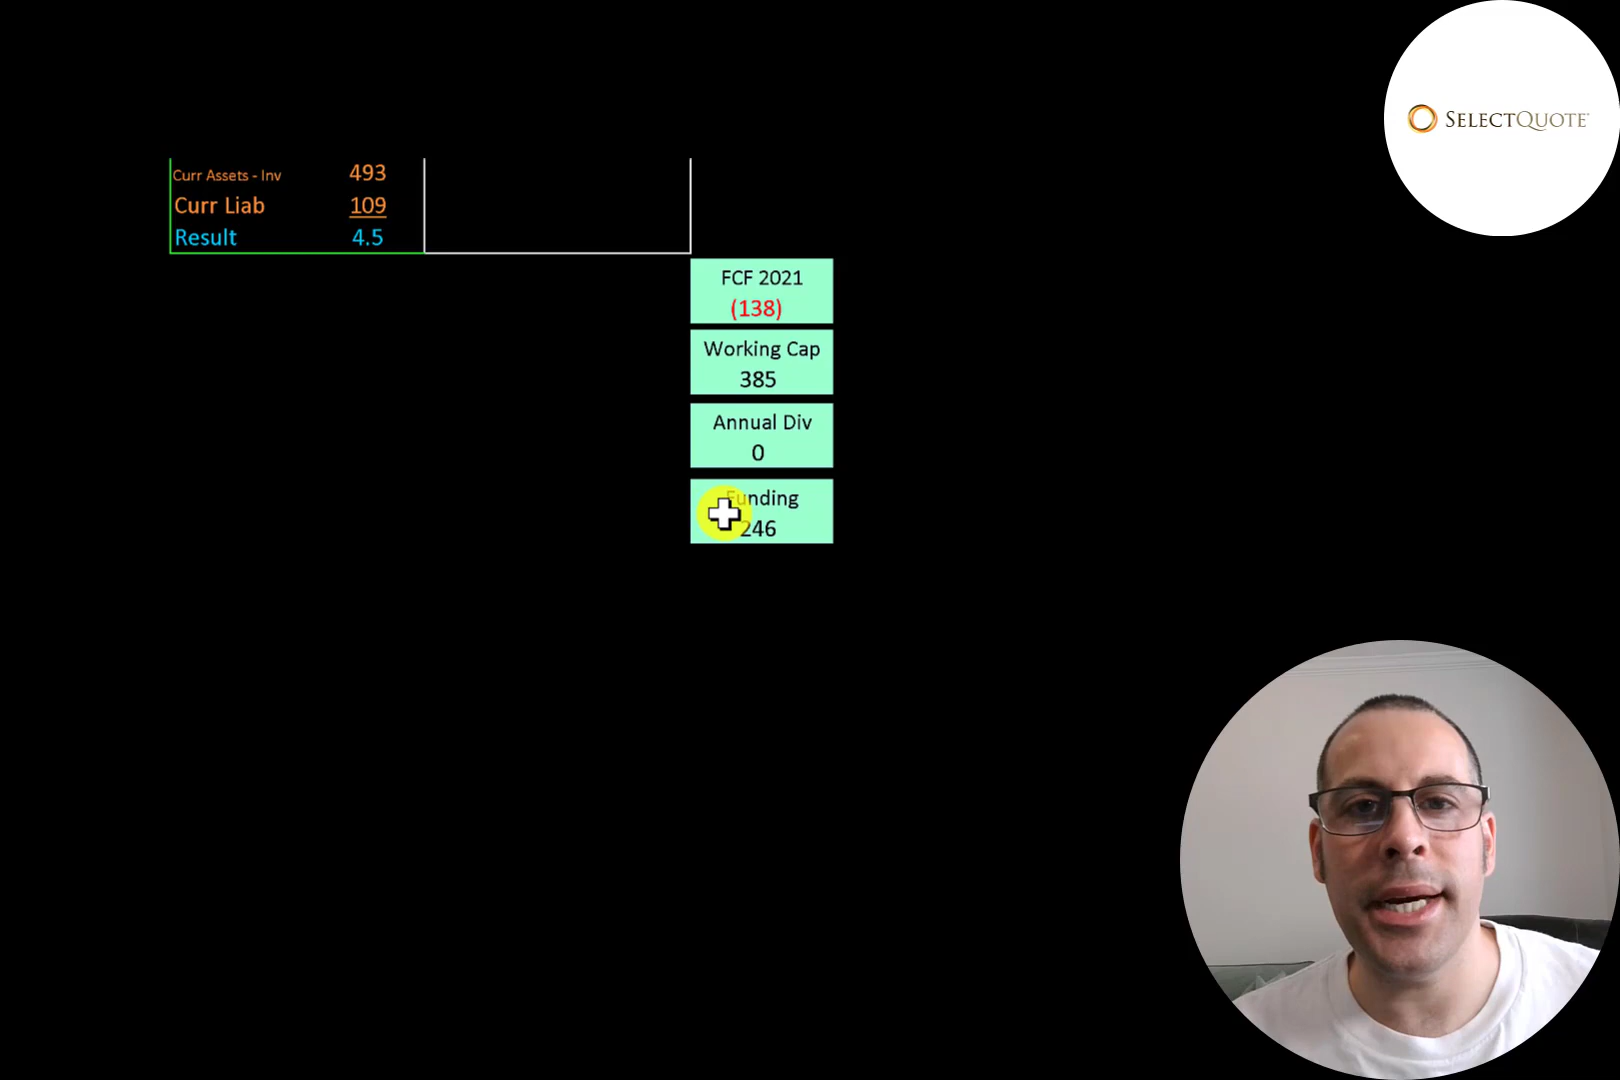 SELECTQUOTE
Curr Assets - Inv 493
Curr Liab 109
Result 4.5
FCF 2021
(138)
Working Cap
385
Annual Div
0
Funding
246